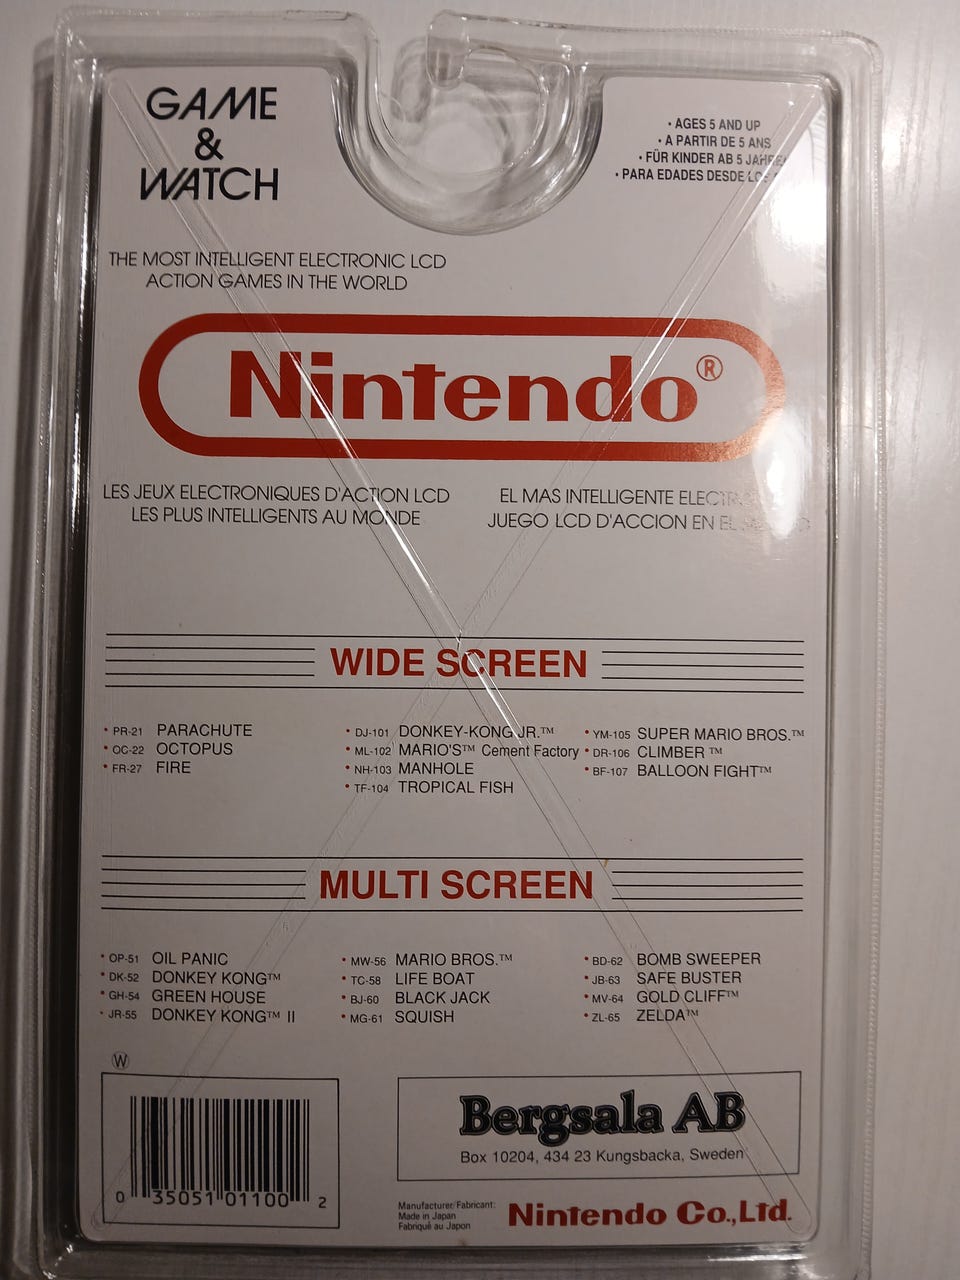 GAME
&
WATCH
• AGES 5 AND UP
• A PARTIR DE 5 ANS
• FÜR KINDER AB 5 JAHREN
• PARA EDADES DESDE LOS 5
THE MOST INTELLIGENT ELECTRONIC LCD
ACTION GAMES IN THE WORLD
Nintendo®
LES JEUX ELECTRONIQUES D'ACTION LCD
LES PLUS INTELLIGENTS AU MONDE
EL MAS INTELLIGENTE
JUEGO LCD D'ACCION EN EL
WIDE SCREEN
• PR-21 PARACHUTE
• OC-22 OCTOPUS
• FR-27 FIRE
• DJ-101 DONKEY-KONG JR.™
• ML-102 MARIO'S™ Cement Factory
• NH-103 MANHOLE
• TF-104 TROPICAL FISH
• YM-105 SUPER MARIO BROS.™
• DR-106 CLIMBER ™
• BF-107 BALLOON FIGHT™
MULTI SCREEN
• OP-51 OIL PANIC
• DK-52 DONKEY KONG™
• GH-54 GREEN HOUSE
• JR-55 DONKEY KONG™ II
• MW-56 MARIO BROS.™
• TC-58 LIFE BOAT
• BJ-60 BLACK JACK
• MG-61 SQUISH
• BD-62 BOMB SWEEPER
• JB-63 SAFE BUSTER
• MV-64 GOLD CLIFF™
• ZL-65 ZELDA™
Ⓦ
0 35051 01100 2
Bergsala AB
Box 10204, 434 23 Kungsbacka, Sweden
Manufacturer/Fabricant:
Made in Japan
Fabriqué au Japon
Nintendo Co., Ltd.